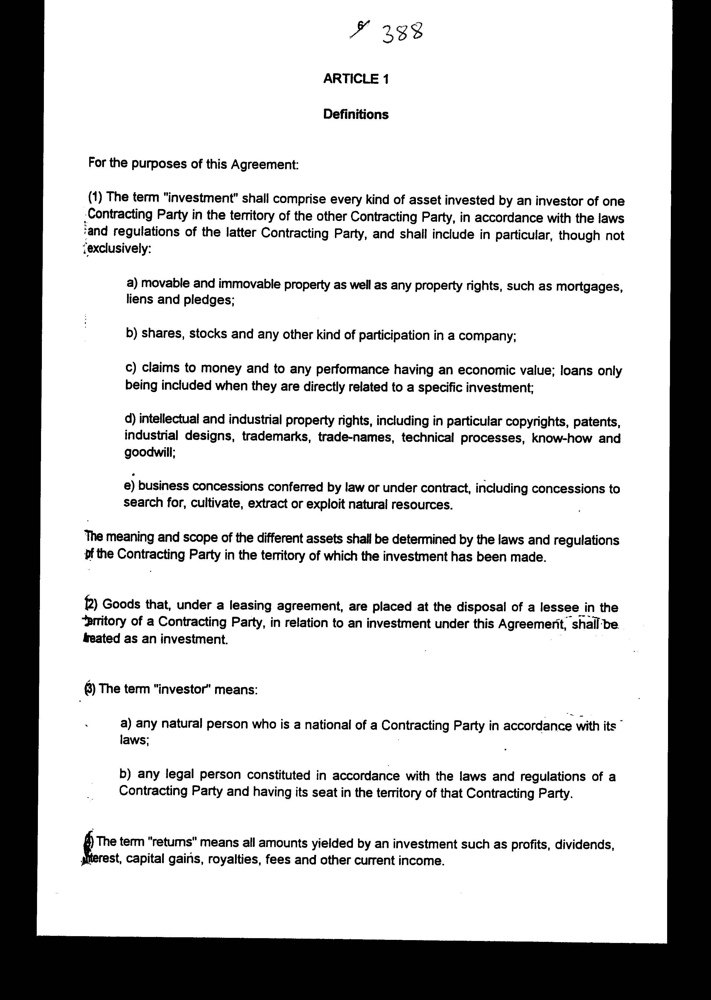 6 388
ARTICLE 1
Definitions
For the purposes of this Agreement:
(1) The term "investment" shall comprise every kind of asset invested by an investor of one
Contracting Party in the territory of the other Contracting Party, in accordance with the laws
and regulations of the latter Contracting Party, and shall include in particular, though not
exclusively:
a) movable and immovable property as well as any property rights, such as mortgages,
liens and pledges;
b) shares, stocks and any other kind of participation in a company;
c) claims to money and to any performance having an economic value; loans only
being included when they are directly related to a specific investment;
d) intellectual and industrial property rights, including in particular copyrights, patents,
industrial designs, trademarks, trade-names, technical processes, know-how and
goodwill;
e) business concessions conferred by law or under contract, including concessions to
search for, cultivate, extract or exploit natural resources.
The meaning and scope of the different assets shall be determined by the laws and regulations
of the Contracting Party in the territory of which the investment has been made.
(2) Goods that, under a leasing agreement, are placed at the disposal of a lessee in the
territory of a Contracting Party, in relation to an investment under this Agreement, shall be
treated as an investment.
(3) The term "investor" means:
a) any natural person who is a national of a Contracting Party in accordance with its
laws;
b) any legal person constituted in accordance with the laws and regulations of a
Contracting Party and having its seat in the territory of that Contracting Party.
(4) The term "returns" means all amounts yielded by an investment such as profits, dividends,
interest, capital gains, royalties, fees and other current income.